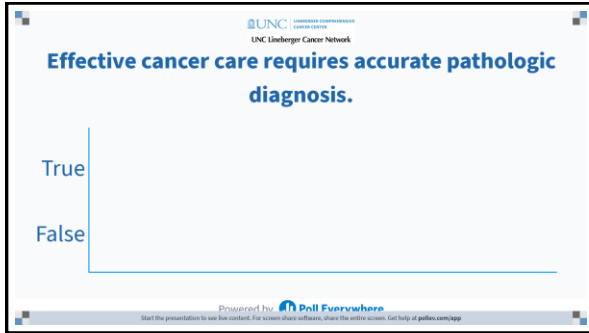 UNC LINEBERGER COMPREHENSIVE
CANCER CENTER
UNC Lineberger Cancer Network
Effective cancer care requires accurate pathologic
diagnosis.
True
False
Powered by Poll Everywhere
Start the presentation to see live content. For screen share software, share the entire screen. Get help at pollev.com/app